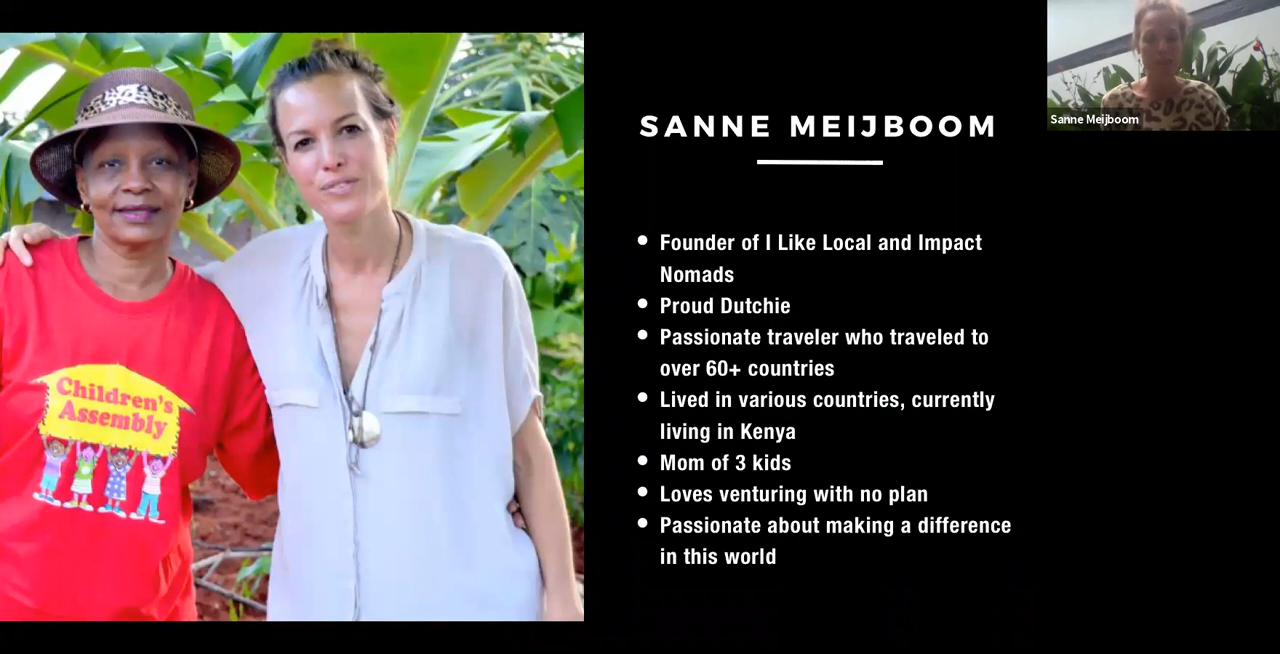 SANNE MEIJBOOM
Sanne Meijboom
• Founder of I Like Local and Impact
Nomads
• Proud Dutchie
• Passionate traveler who traveled to
over 60+ countries
• Lived in various countries, currently
living in Kenya
• Mom of 3 kids
• Loves venturing with no plan
• Passionate about making a difference
in this world
Children's
Assembly